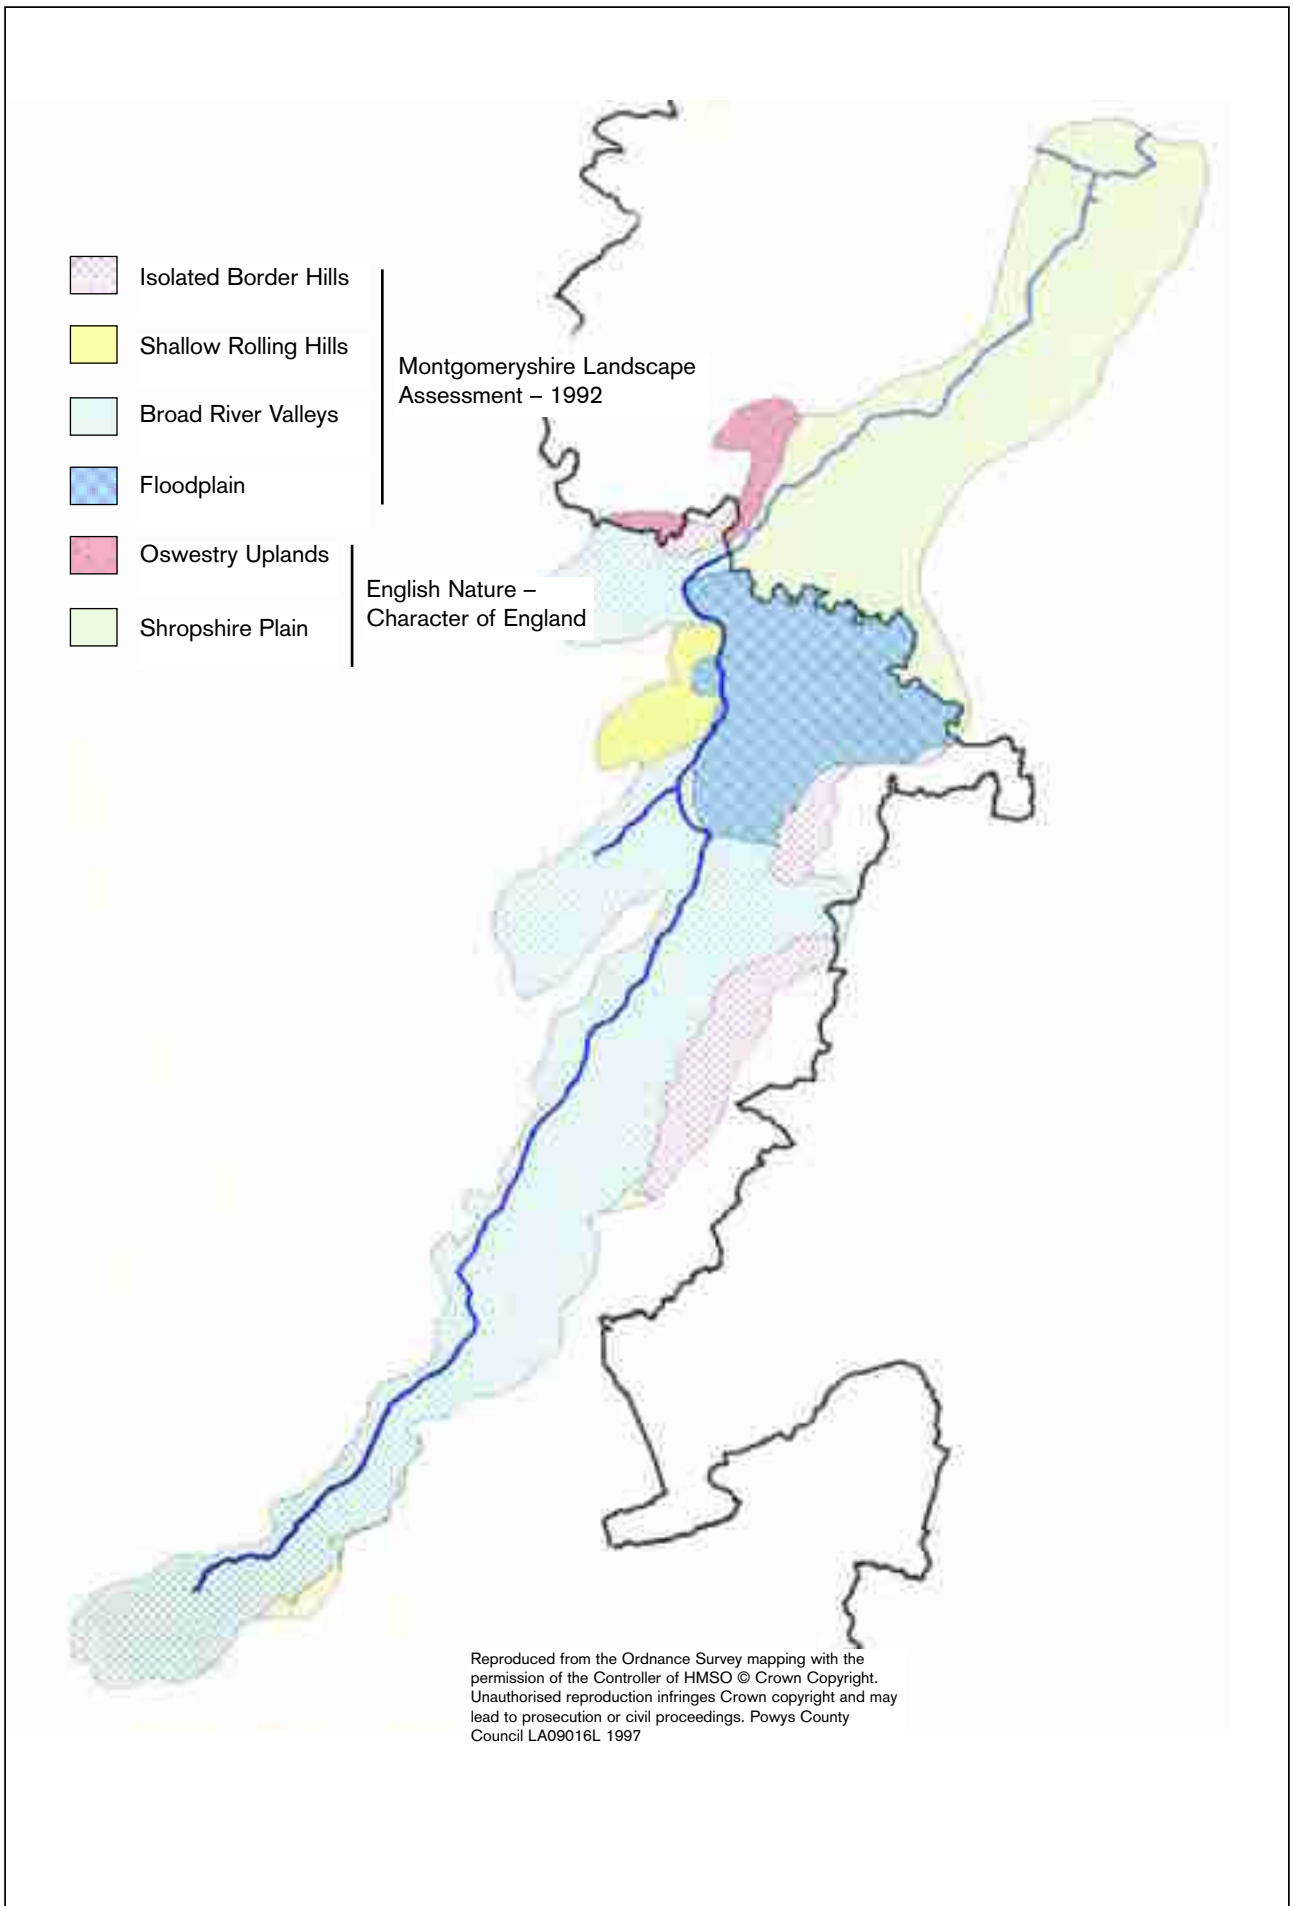 Isolated Border Hills
Shallow Rolling Hills
Broad River Valleys
Floodplain
Montgomeryshire Landscape
Assessment – 1992
Oswestry Uplands
Shropshire Plain
English Nature –
Character of England
Reproduced from the Ordnance Survey mapping with the
permission of the Controller of HMSO © Crown Copyright.
Unauthorised reproduction infringes Crown copyright and may
lead to prosecution or civil proceedings. Powys County
Council LA09016L 1997